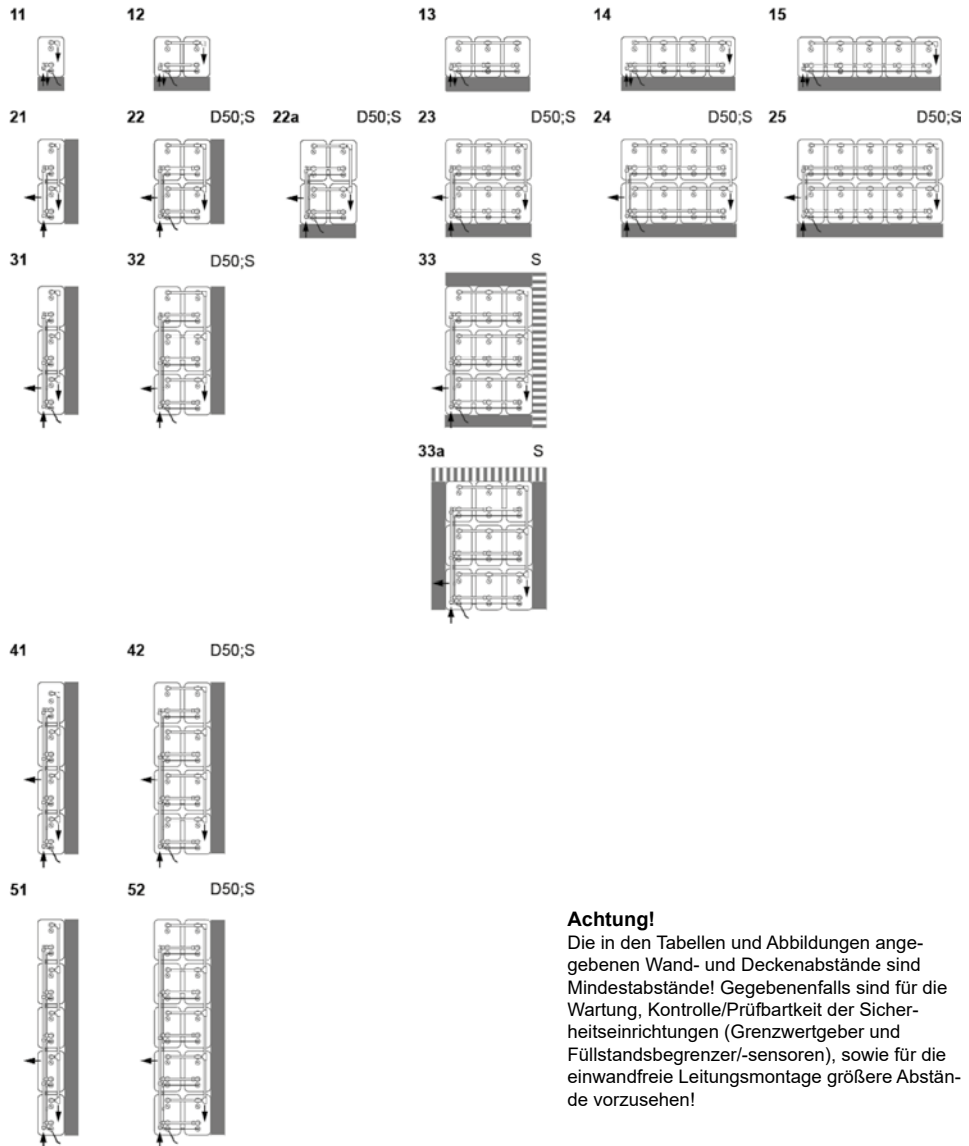 11 12 13 14 15
21 22 D50;S 22a D50;S 23 D50;S 24 D50;S 25 D50;S
31 32 D50;S 33 S
33a S
41 42 D50;S
51 52 D50;S
Achtung!
Die in den Tabellen und Abbildungen ange-
gebenen Wand- und Deckenabstände sind
Mindestabstände! Gegebenenfalls sind für die
Wartung, Kontrolle/Prüfbartkeit der Sicher-
heitseinrichtungen (Grenzwertgeber und
Füllstandsbegrenzer/-sensoren), sowie für die
einwandfreie Leitungsmontage größere Abstän-
de vorzusehen!